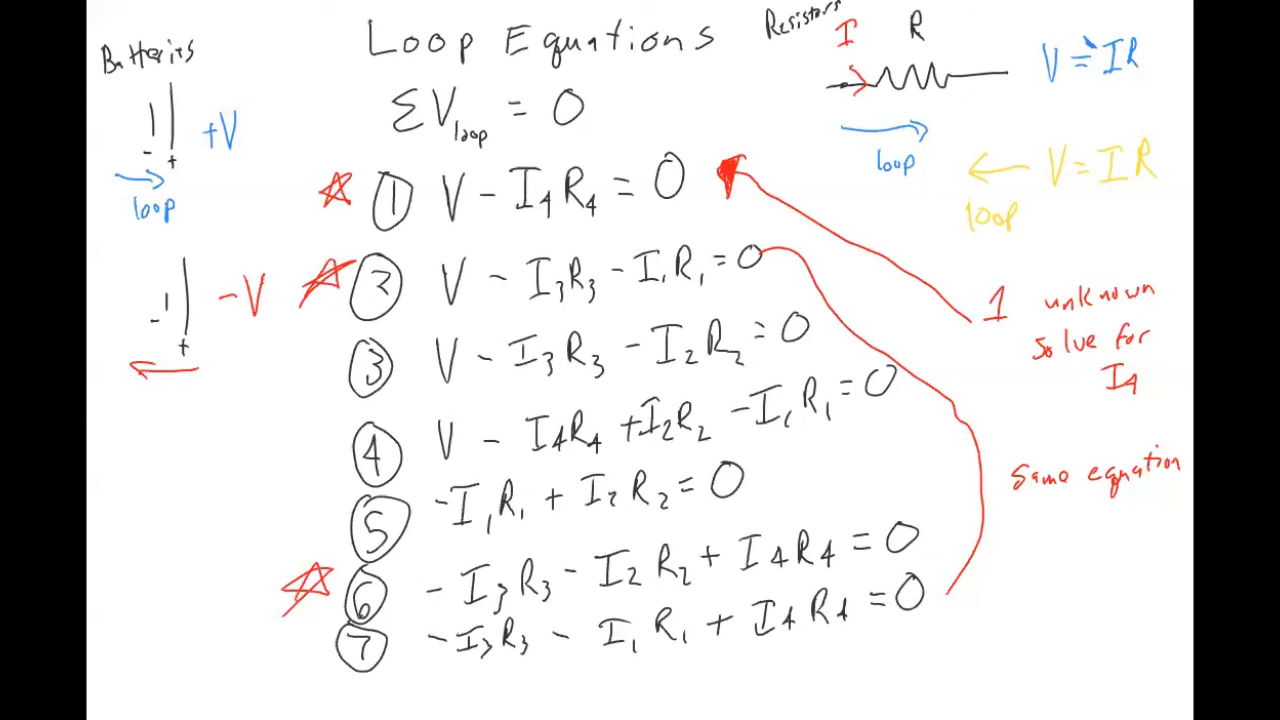 Loop Equations
Batteries
- +
+V
loop
-V
- +
Resistors
I R
V = IR
loop
V = IR
loop
ΣV_loop = 0
① V - I₄R₄ = 0
② V - I₃R₃ - I₁R₁ = 0
③ V - I₃R₃ - I₂R₂ = 0
④ V - I₄R₄ + I₂R₂ - I₁R₁ = 0
⑤ -I₁R₁ + I₂R₂ = 0
⑥ -I₃R₃ - I₂R₂ + I₄R₄ = 0
⑦ -I₃R₃ - I₁R₁ + I₄R₄ = 0
1 unknown
solve for
I₄
same equation